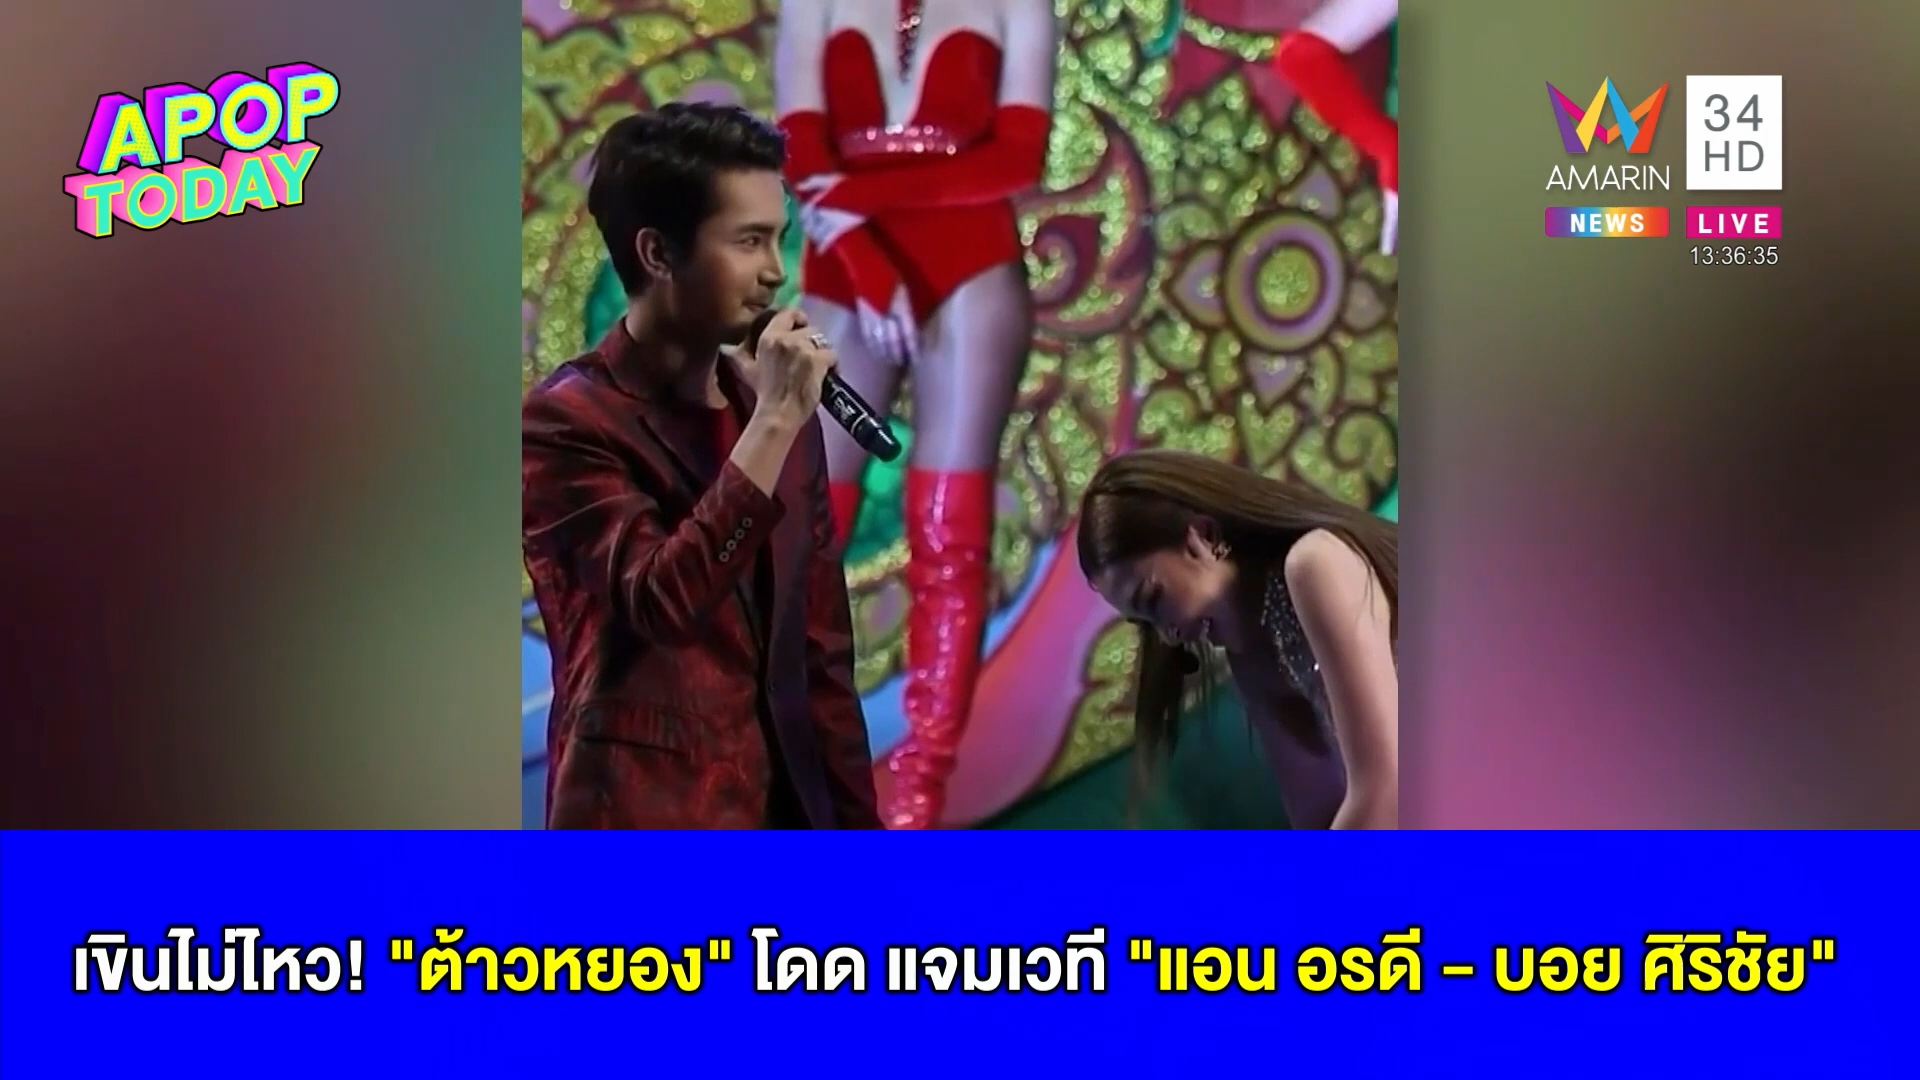 APOP
TODAY
AMARIN
34
HD
NEWS
LIVE
13:36:35
เขินไม่ไหว! "ต้าวหยอง" โดด แจมเวที "แอน อรดี – บอย ศิริชัย"